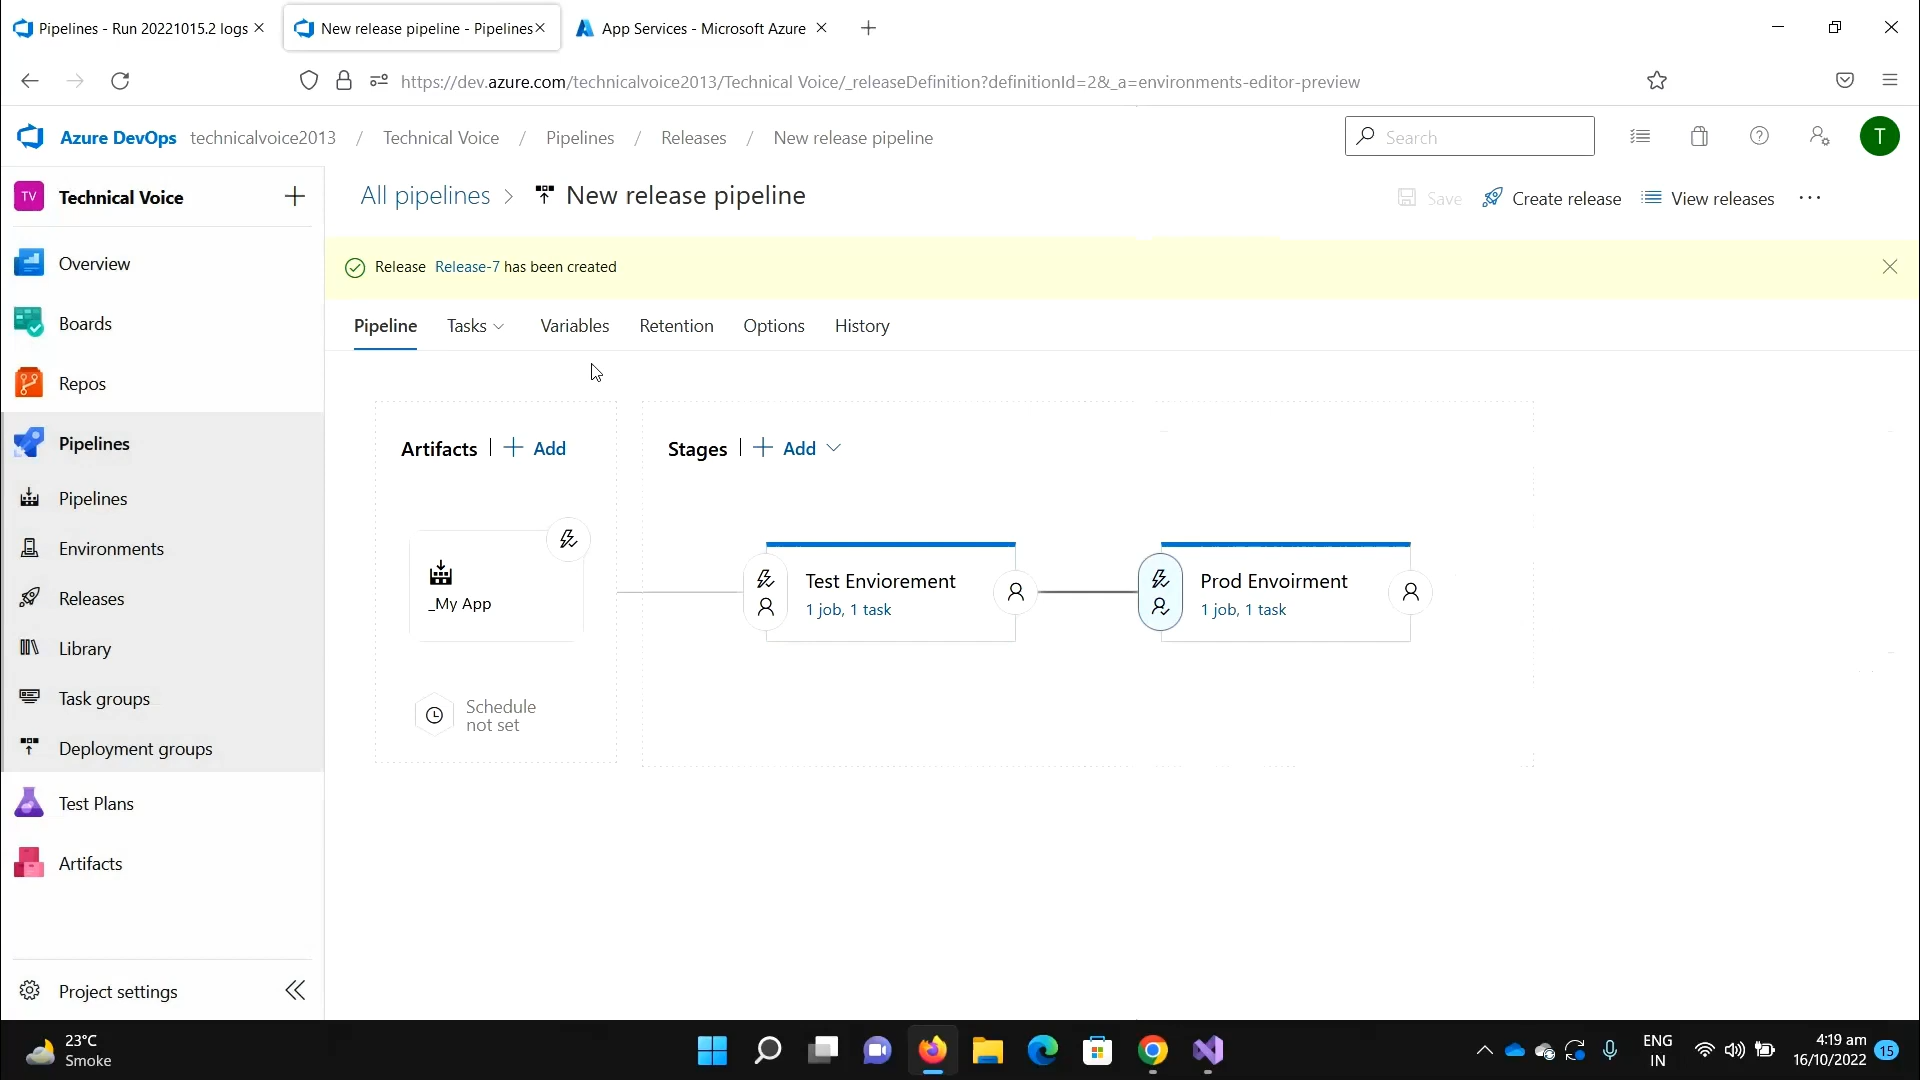 Pipelines - Run 20221015.2 logs
New release pipeline - Pipelines
App Services - Microsoft Azure
https://dev.azure.com/technicalvoice2013/Technical Voice/_releaseDefinition?definitionId=2&_a=environments-editor-preview
Azure DevOps technicalvoice2013 / Technical Voice / Pipelines / Releases / New release pipeline
Search
T
TV Technical Voice
All pipelines > New release pipeline
Save
Create release
View releases
Release Release-7 has been created
Pipeline
Tasks
Variables
Retention
Options
History
Overview
Boards
Repos
Pipelines
Pipelines
Environments
Releases
Library
Task groups
Deployment groups
Test Plans
Artifacts
Project settings
Artifacts | + Add
Stages | + Add
_My App
Schedule
not set
Test Enviorement
1 job, 1 task
Prod Envoirment
1 job, 1 task
23°C
Smoke
ENG
IN
4:19 am
16/10/2022
15